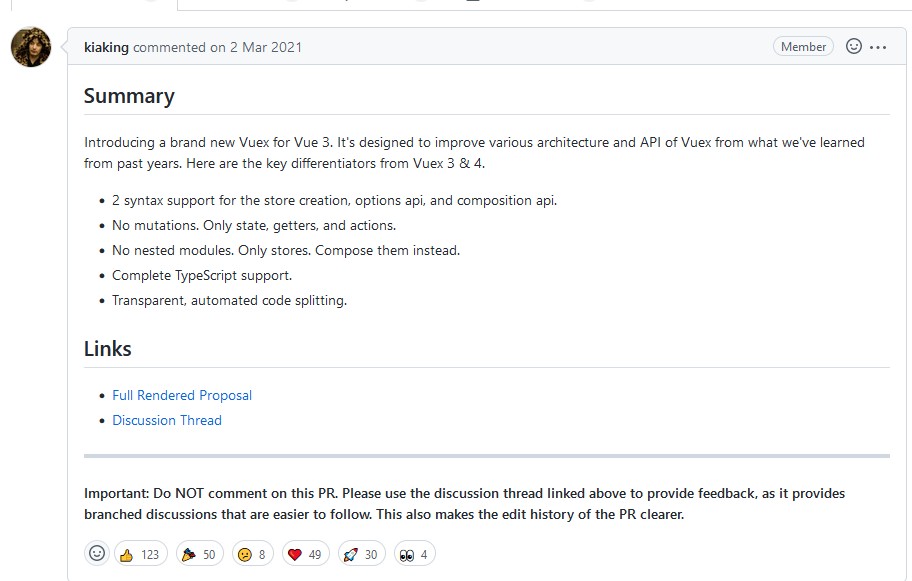 kiaking commented on 2 Mar 2021
Member
Summary
Introducing a brand new Vuex for Vue 3. It's designed to improve various architecture and API of Vuex from what we've learned
from past years. Here are the key differentiators from Vuex 3 & 4.
2 syntax support for the store creation, options api, and composition api.
No mutations. Only state, getters, and actions.
No nested modules. Only stores. Compose them instead.
Complete TypeScript support.
Transparent, automated code splitting.
Links
Full Rendered Proposal
Discussion Thread
Important: Do NOT comment on this PR. Please use the discussion thread linked above to provide feedback, as it provides
branched discussions that are easier to follow. This also makes the edit history of the PR clearer.
123 50 8 49 30 4